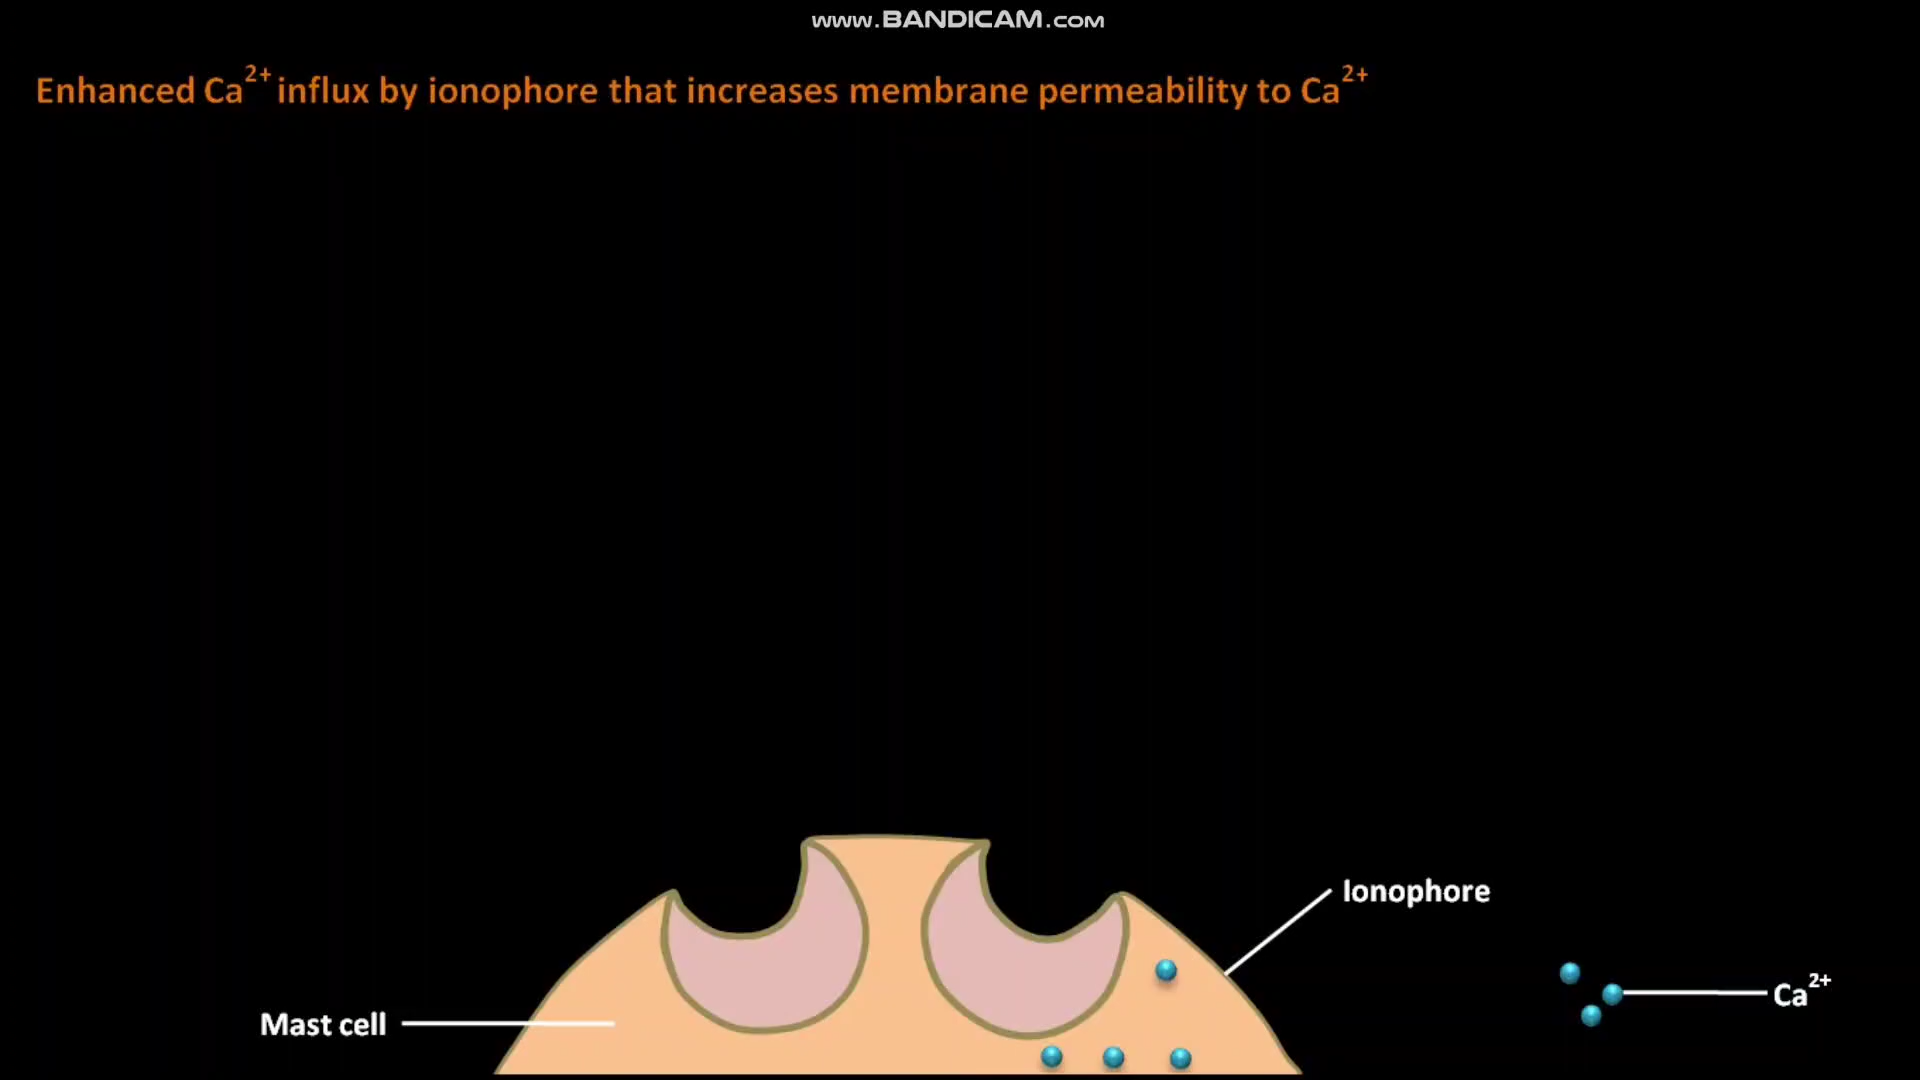 www.BANDICAM.com
Enhanced Ca²⁺ influx by ionophore that increases membrane permeability to Ca²⁺
Ionophore
Ca²⁺
Mast cell